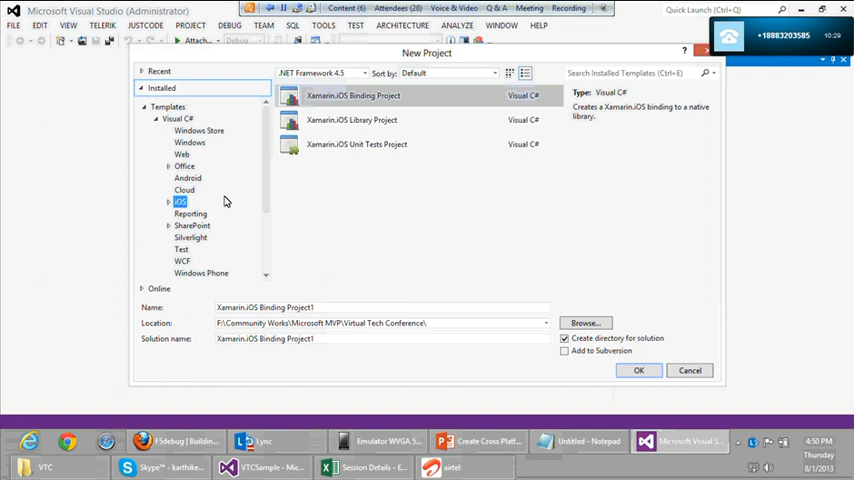 Microsoft Visual Studio (Administrator)
Content (6) Attendees (28) Voice & Video Q & A Meeting Recording
Quick Launch (Ctrl+Q)
FILE EDIT VIEW TELERIK JUSTCODE PROJECT DEBUG TEAM SQL TOOLS TEST ARCHITECTURE ANALYZE WINDOW HELP
+18883203585 10:29
Attach... Debug
New Project
?
Recent
.NET Framework 4.5 Sort by: Default
Search Installed Templates (Ctrl+E)
Installed
Templates
Visual C#
Windows Store
Windows
Web
Office
Android
Cloud
iOS
Reporting
SharePoint
Silverlight
Test
WCF
Windows Phone
Online
Xamarin.iOS Binding Project Visual C#
Xamarin.iOS Library Project Visual C#
Xamarin.iOS Unit Tests Project Visual C#
Type: Visual C#
Creates a Xamarin.iOS binding to a native
library.
Name: Xamarin.iOS Binding Project1
Location: F:\Community Works\Microsoft MVP\Virtual Tech Conference\
Browse...
Solution name: Xamarin.iOS Binding Project1
Create directory for solution
Add to Subversion
OK Cancel
F5debug | Building... Lync Emulator WVGA 5... Create Cross Platf... Untitled - Notepad Microsoft Visual S...
4:50 PM
Thursday
8/1/2013
VTC Skype™ - karthike... VTCSample - Mic... Session Details - E... airtel